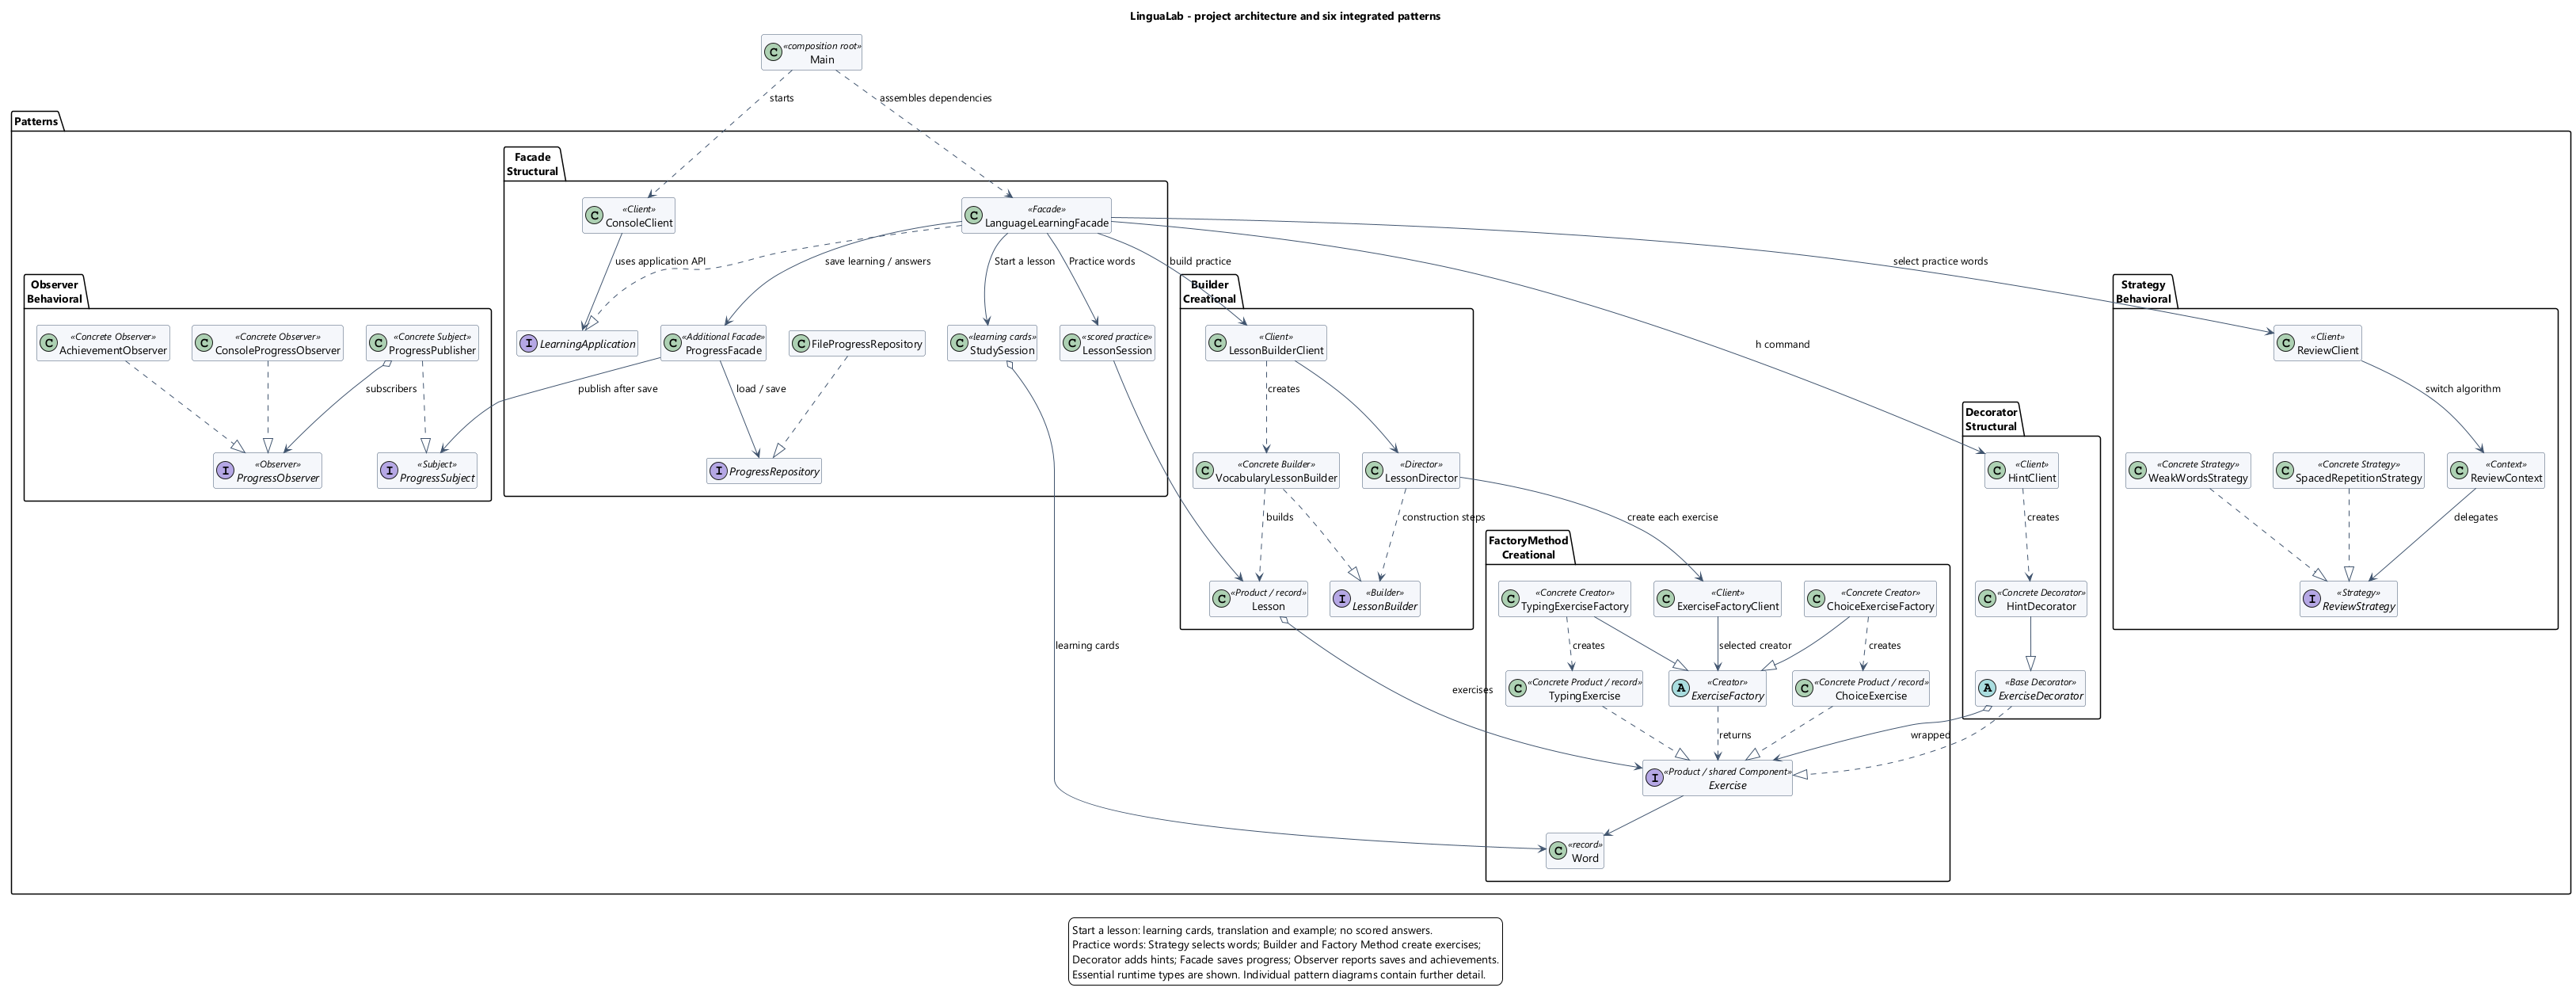 LinguaLab - project architecture and six integrated patterns
C
«composition root»
Main
starts
assembles dependencies
Patterns
Facade
Structural
C
«Client»
ConsoleClient
C
«Facade»
LanguageLearningFacade
uses application API
save learning / answers
Start a lesson
Practice words
build practice
select practice words
h command
I
LearningApplication
C
«Additional Facade»
ProgressFacade
C
FileProgressRepository
C
«learning cards»
StudySession
C
«scored practice»
LessonSession
publish after save
load / save
I
ProgressRepository
learning cards
Observer
Behavioral
C
«Concrete Observer»
AchievementObserver
C
«Concrete Observer»
ConsoleProgressObserver
C
«Concrete Subject»
ProgressPublisher
subscribers
I
«Observer»
ProgressObserver
I
«Subject»
ProgressSubject
Builder
Creational
C
«Client»
LessonBuilderClient
creates
C
«Concrete Builder»
VocabularyLessonBuilder
C
«Director»
LessonDirector
builds
construction steps
create each exercise
C
«Product / record»
Lesson
I
«Builder»
LessonBuilder
exercises
FactoryMethod
Creational
C
«Concrete Creator»
TypingExerciseFactory
C
«Client»
ExerciseFactoryClient
C
«Concrete Creator»
ChoiceExerciseFactory
creates
selected creator
creates
C
«Concrete Product / record»
TypingExercise
A
«Creator»
ExerciseFactory
C
«Concrete Product / record»
ChoiceExercise
returns
wrapped
I
«Product / shared Component»
Exercise
C
«record»
Word
Decorator
Structural
C
«Client»
HintClient
creates
C
«Concrete Decorator»
HintDecorator
A
«Base Decorator»
ExerciseDecorator
Strategy
Behavioral
C
«Client»
ReviewClient
switch algorithm
C
«Concrete Strategy»
WeakWordsStrategy
C
«Concrete Strategy»
SpacedRepetitionStrategy
C
«Context»
ReviewContext
delegates
I
«Strategy»
ReviewStrategy
Start a lesson: learning cards, translation and example; no scored answers.
Practice words: Strategy selects words; Builder and Factory Method create exercises;
Decorator adds hints; Facade saves progress; Observer reports saves and achievements.
Essential runtime types are shown. Individual pattern diagrams contain further detail.